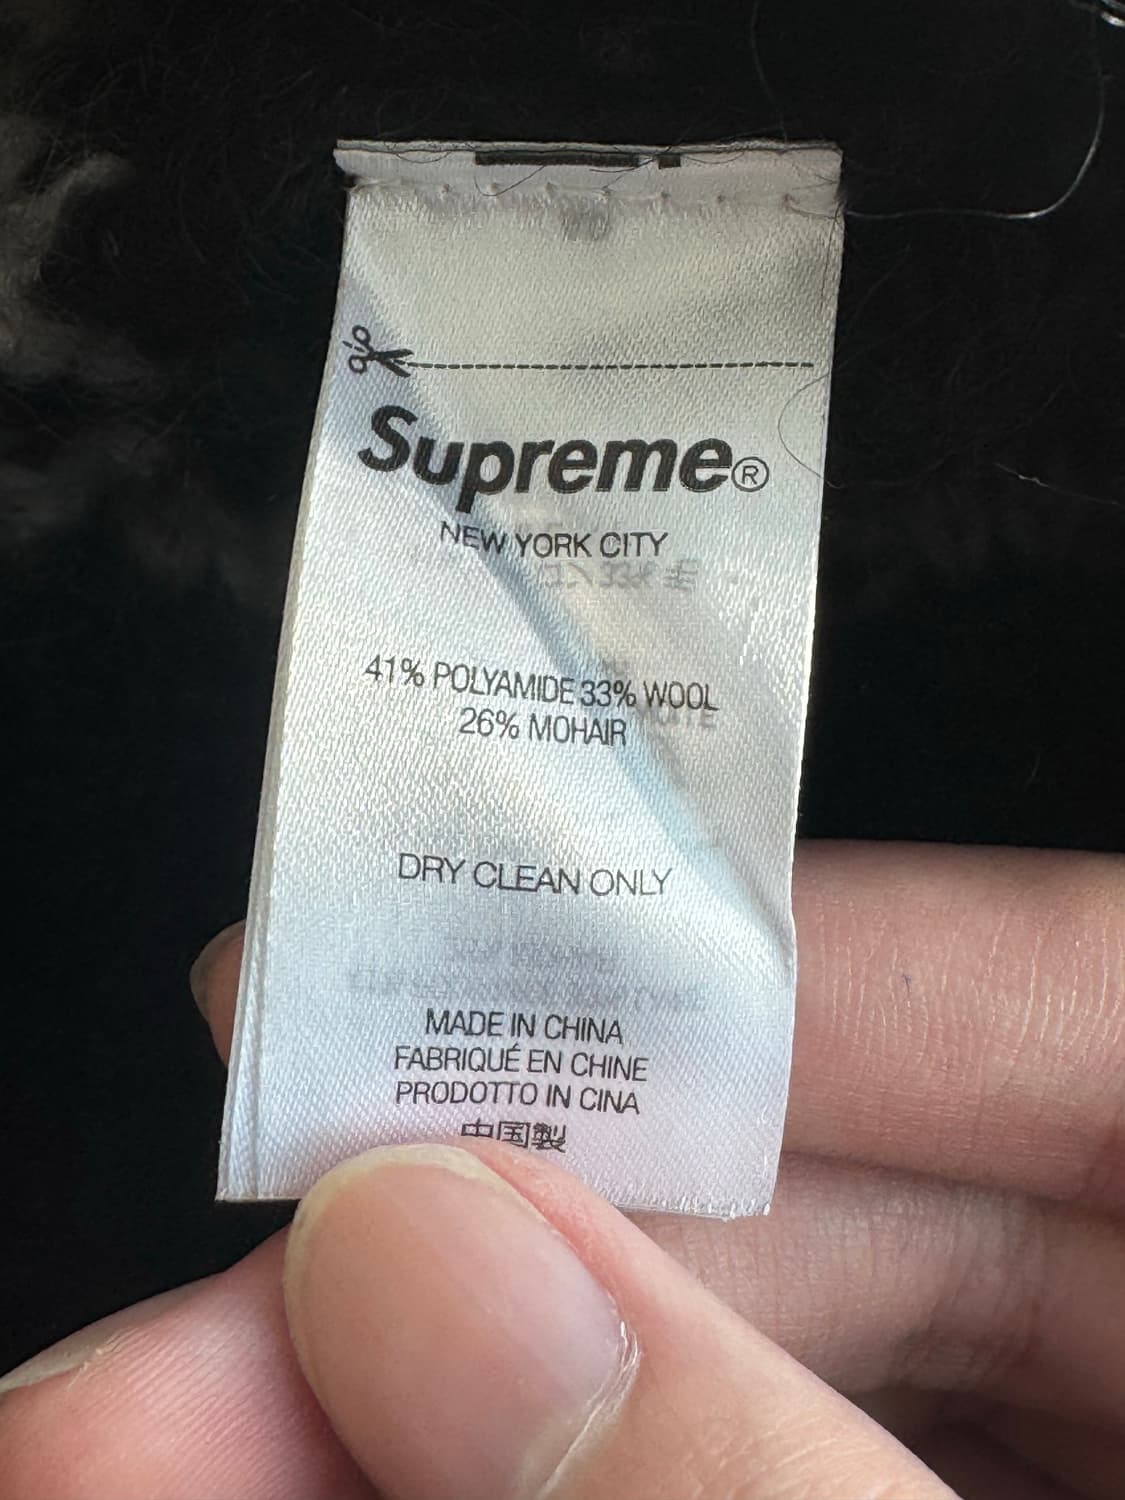 Supreme®
NEW YORK CITY
41% POLYAMIDE 33% WOOL
26% MOHAIR
DRY CLEAN ONLY
MADE IN CHINA
FABRIQUÉ EN CHINE
PRODOTTO IN CINA
中国製